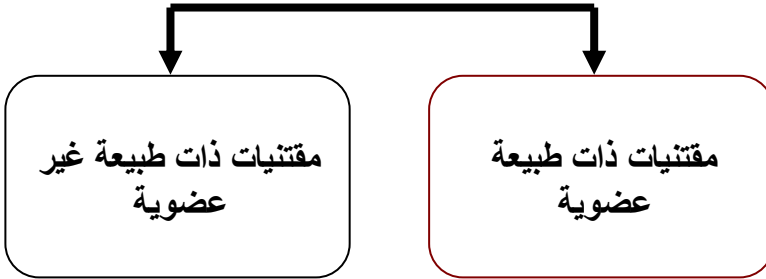 مقتنيات ذات طبيعة
عضوية
مقتنيات ذات طبيعة غير
عضوية